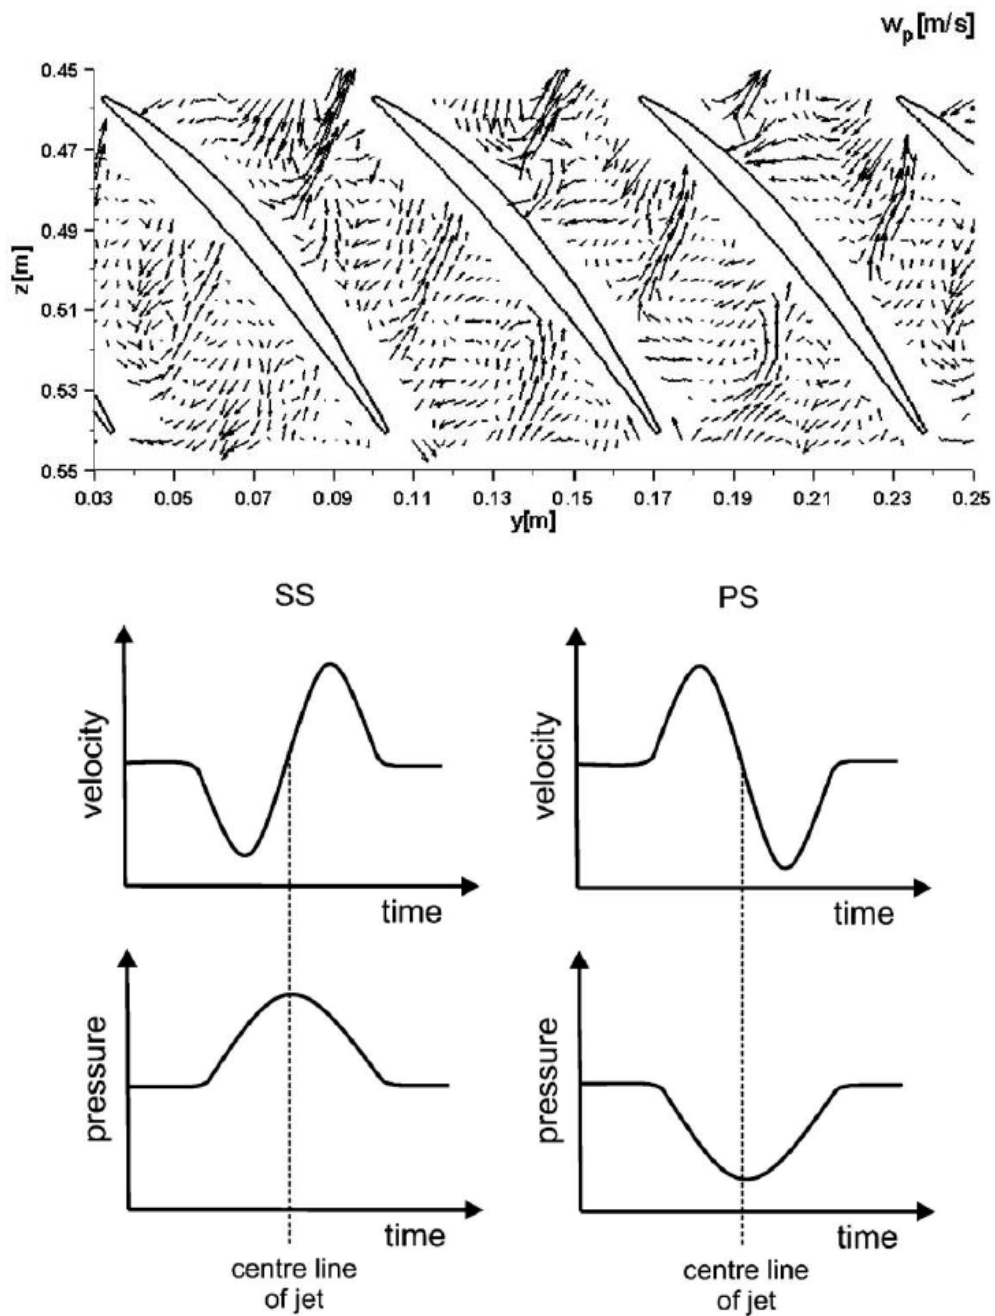 w_p [m/s]
0.45
0.47
0.49
0.51
0.53
0.55
z[m]
0.03 0.05 0.07 0.09 0.11 0.13 0.15 0.17 0.19 0.21 0.23 0.25
y[m]
SS PS
velocity velocity
time time
pressure pressure
time time
centre line centre line
of jet of jet